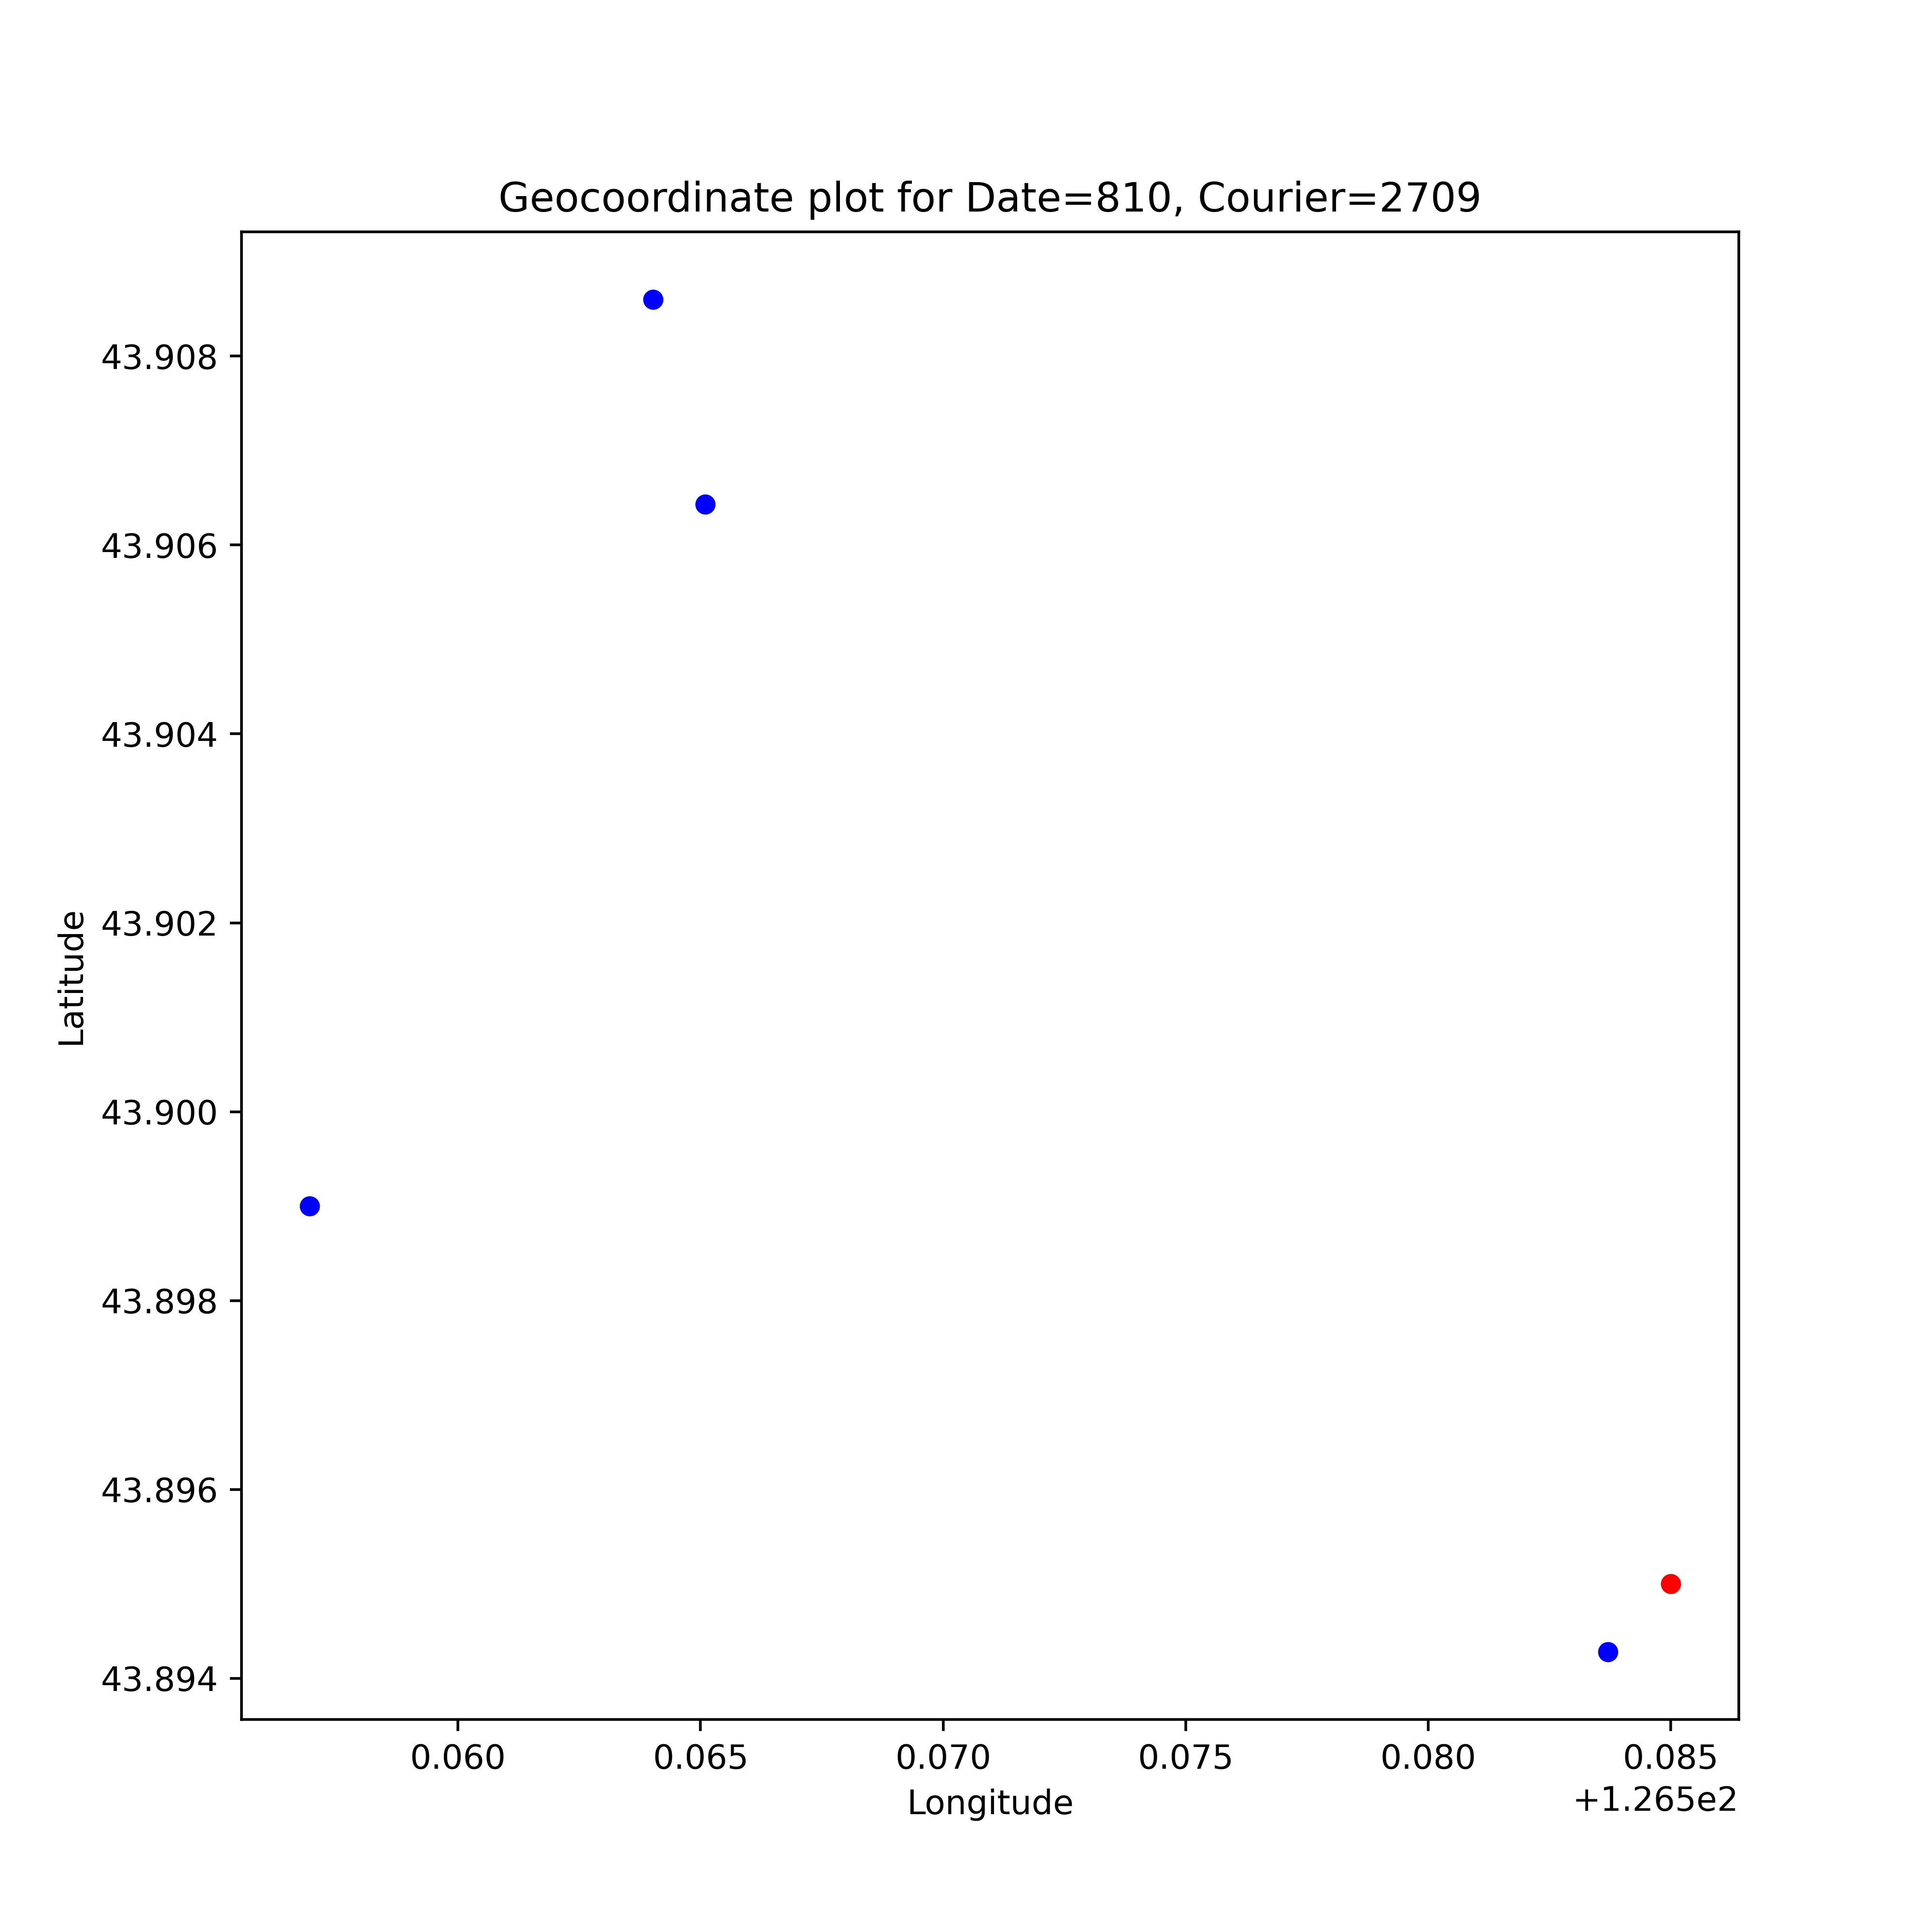 Geocoordinate plot for Date=810, Courier=2709
43.908
43.906
43.904
43.902
43.900
43.898
43.896
43.894
Latitude
0.060 0.065 0.070 0.075 0.080 0.085
+1.265e2
Longitude